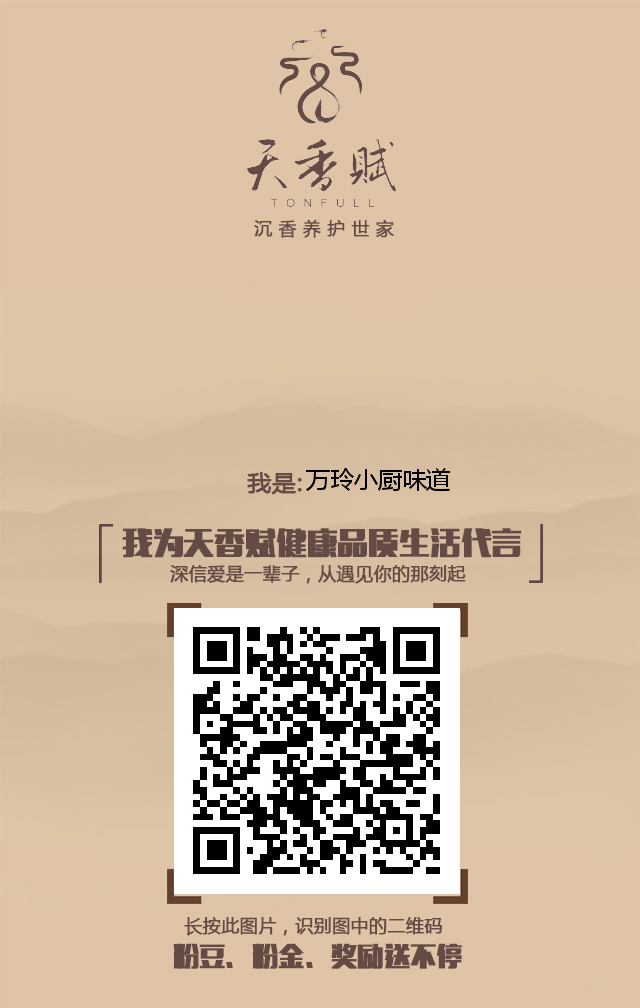 天香赋
TONFULL
沉香养护世家
我是:万玲小厨味道
我为天香赋健康品质生活代言
深信爱是一辈子，从遇见你的那刻起
长按此图片，识别图中的二维码
粉豆、粉金、奖励送不停